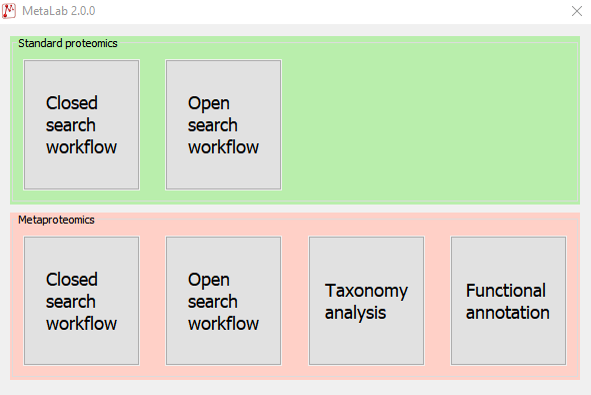 MetaLab 2.0.0
Standard proteomics
Closed
search
workflow
Open
search
workflow
Metaproteomics
Closed
search
workflow
Open
search
workflow
Taxonomy
analysis
Functional
annotation